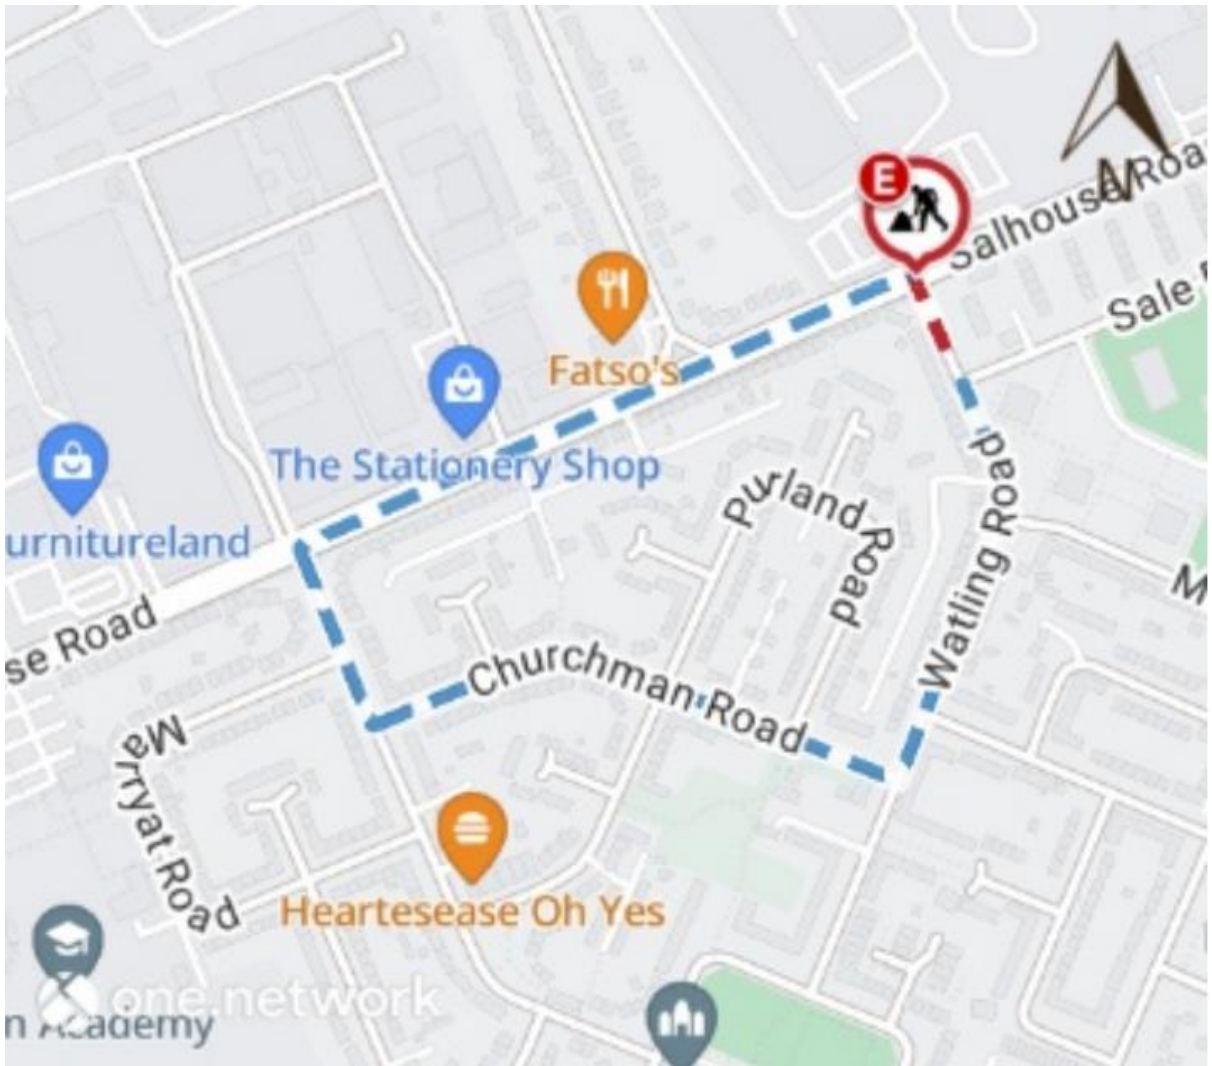 E
N
Salhouse Roa
Sale
Fatso's
The Stationery Shop
urnitureland
Purland Road
Watling Road
M
se Road
Churchman Road
Marryat Road
Heartesease Oh Yes
one.network
n Academy